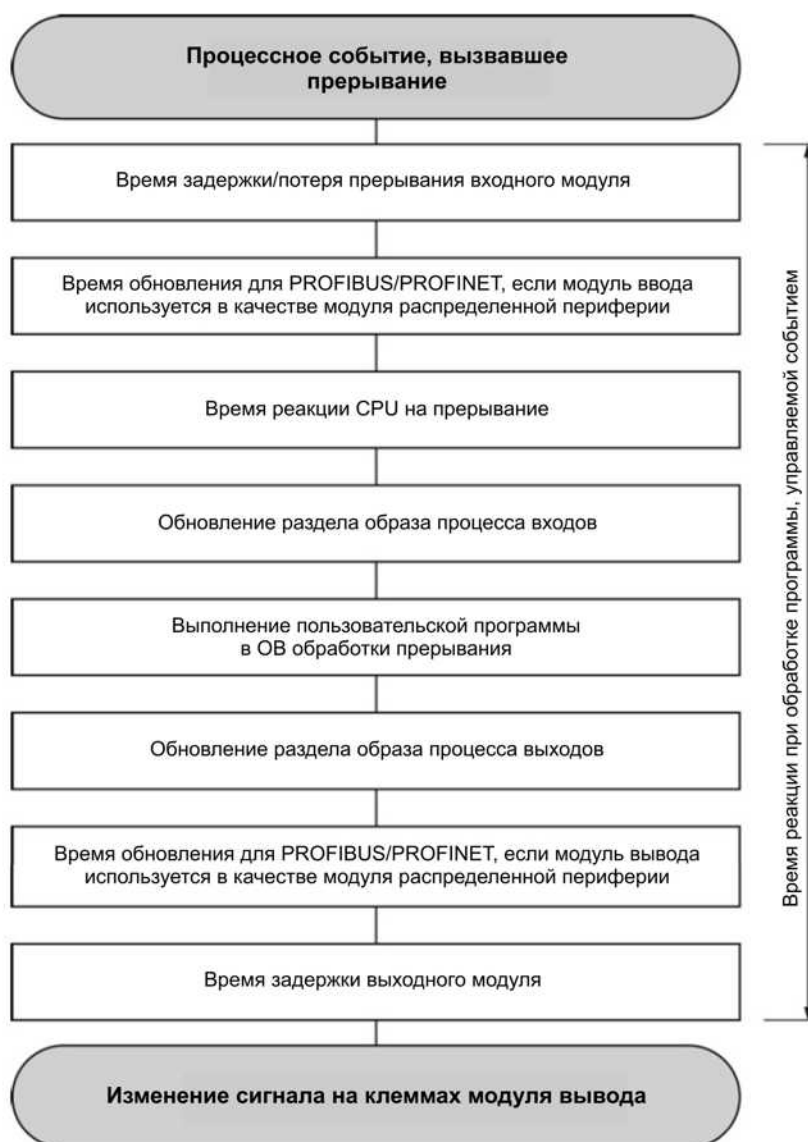 Процессное событие, вызвавшее
прерывание
Время задержки/потеря прерывания входного модуля
Время обновления для PROFIBUS/PROFINET, если модуль ввода
используется в качестве модуля распределенной периферии
Время реакции CPU на прерывание
Обновление раздела образа процесса входов
Выполнение пользовательской программы
в OB обработки прерывания
Обновление раздела образа процесса выходов
Время обновления для PROFIBUS/PROFINET, если модуль вывода
используется в качестве модуля распределенной периферии
Время задержки выходного модуля
Изменение сигнала на клеммах модуля вывода
Время реакции при обработке программы, управляемой событием